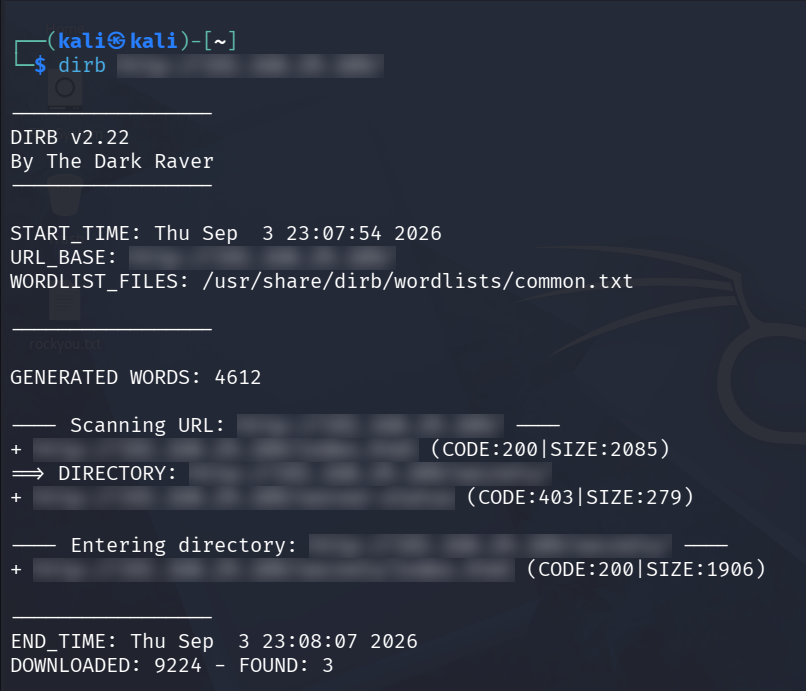 ┌──(kali㉿kali)-[~]
└─$ dirb
DIRB v2.22
By The Dark Raver
START_TIME: Thu Sep  3 23:07:54 2026
URL_BASE:
WORDLIST_FILES: /usr/share/dirb/wordlists/common.txt
rockyou.txt
GENERATED WORDS: 4612
---- Scanning URL: ----
+ (CODE:200|SIZE:2085)
==> DIRECTORY:
+ (CODE:403|SIZE:279)
---- Entering directory: ----
+ (CODE:200|SIZE:1906)
END_TIME: Thu Sep  3 23:08:07 2026
DOWNLOADED: 9224 - FOUND: 3